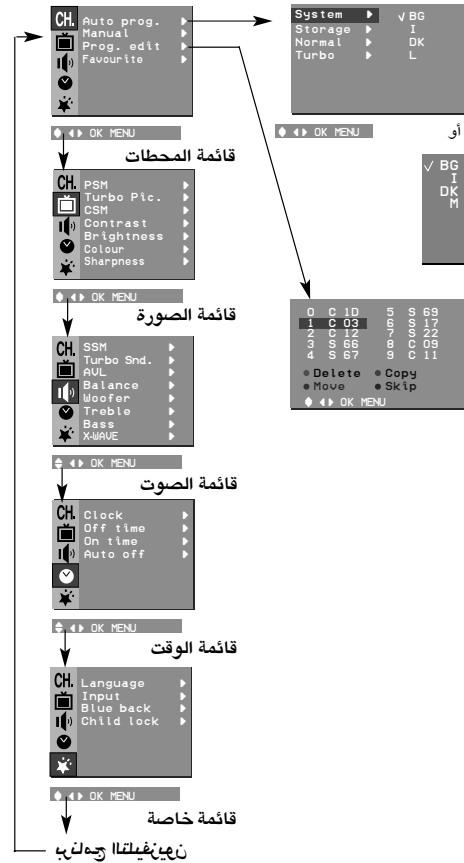 CH.
Auto prog.
Manual
Prog. edit
Favourite
OK MENU
قائمة المحطات
System
Storage
Normal
Turbo
√ BG
I
DK
L
OK MENU
أو
√ BG
I
DK
M
CH.
PSM
Turbo Pic.
CSM
Contrast
Brightness
Colour
Sharpness
OK MENU
قائمة الصورة
0 C 1D 5 S 69
1 C 03 6 S 17
2 C 12 7 S 22
3 S 66 8 C 09
4 S 67 9 C 11
Delete Copy
Move Skip
OK MENU
CH.
SSM
Turbo Snd.
AVL
Balance
Woofer
Treble
Bass
X-WAVE
OK MENU
قائمة الصوت
CH.
Clock
Off time
On time
Auto off
OK MENU
قائمة الوقت
CH.
Language
Input
Blue back
Child lock
OK MENU
قائمة خاصة